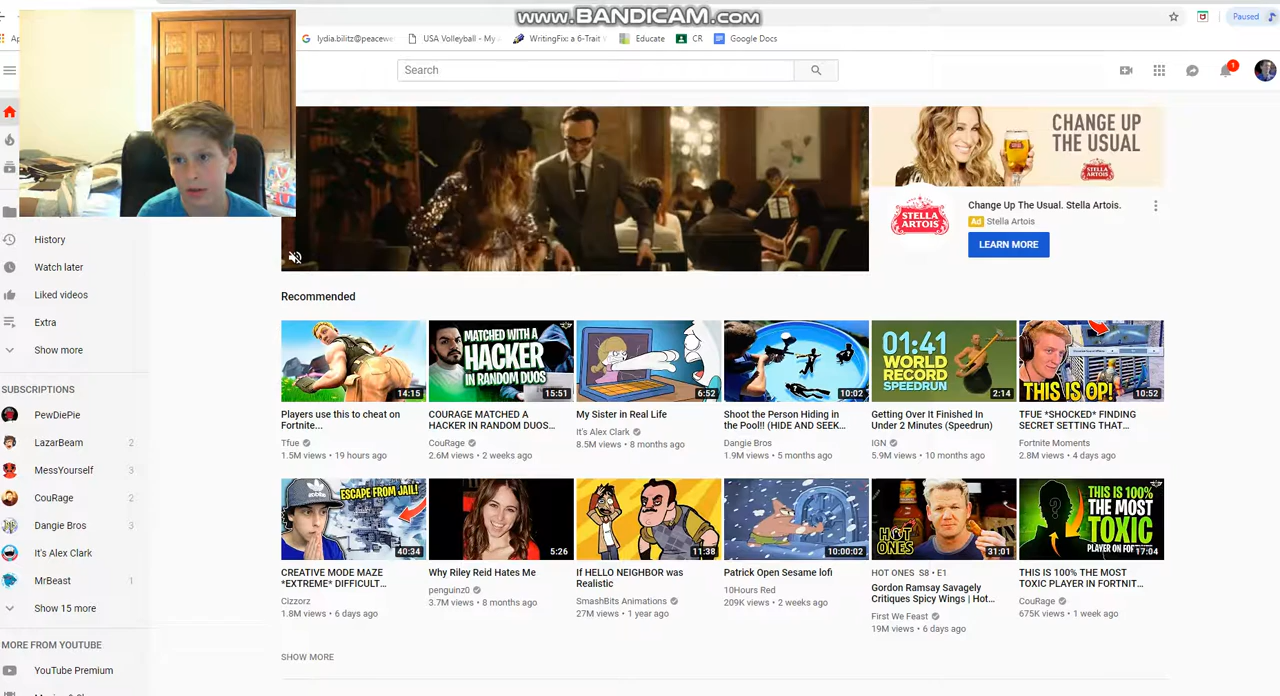 www.BANDICAM.com
Paused
Ap
lydia.bilitz@peacew
USA Volleyball - My
WritingFix: a 6-Trait
Educate
CR
Google Docs
Search
1
CHANGE UP
THE USUAL
STELLA ARTOIS
Change Up The Usual. Stella Artois.
Ad Stella Artois
LEARN MORE
History
Watch later
Liked videos
Extra
Show more
SUBSCRIPTIONS
PewDiePie
LazarBeam 2
MessYourself 3
CouRage 2
Dangie Bros 3
It's Alex Clark
MrBeast 1
Show 15 more
MORE FROM YOUTUBE
YouTube Premium
Recommended
14:15
MATCHED WITH A
HACKER
IN RANDOM DUOS
15:51
6:52
10:02
01:41
WORLD
RECORD
SPEEDRUN
2:14
THIS IS OP!
10:52
Players use this to cheat on
Fortnite...
Tfue
1.5M views • 19 hours ago
COURAGE MATCHED A
HACKER IN RANDOM DUOS...
CouRage
2.6M views • 2 weeks ago
My Sister in Real Life
It's Alex Clark
8.5M views • 8 months ago
Shoot the Person Hiding in
the Pool!! (HIDE AND SEEK...
Dangie Bros
1.9M views • 5 months ago
Getting Over It Finished In
Under 2 Minutes (Speedrun)
IGN
5.9M views • 10 months ago
TFUE *SHOCKED* FINDING
SECRET SETTING THAT...
Fortnite Moments
2.8M views • 4 days ago
ESCAPE FROM JAIL!
40:34
5:26
11:38
10:00:02
HOT
ONES
31:01
THIS IS 100%
THE MOST
TOXIC
PLAYER ON FOR
17:04
CREATIVE MODE MAZE
*EXTREME* DIFFICULT...
Cizzorz
1.8M views • 6 days ago
Why Riley Reid Hates Me
penguinz0
3.7M views • 8 months ago
If HELLO NEIGHBOR was
Realistic
SmashBits Animations
27M views • 1 year ago
Patrick Open Sesame lofi
10Hours Red
209K views • 2 weeks ago
HOT ONES S8 • E1
Gordon Ramsay Savagely
Critiques Spicy Wings | Hot...
First We Feast
19M views • 6 days ago
THIS IS 100% THE MOST
TOXIC PLAYER IN FORTNIT...
CouRage
675K views • 1 week ago
SHOW MORE